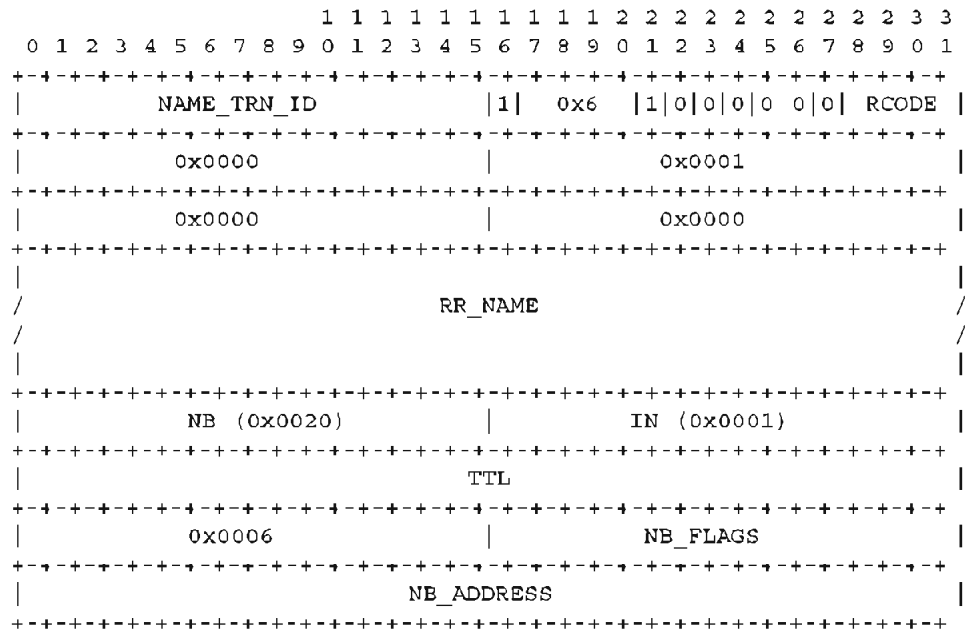 1 1 1 1 1 1 1 1 1 1 2 2 2 2 2 2 2 2 2 2 3 3
 0 1 2 3 4 5 6 7 8 9 0 1 2 3 4 5 6 7 8 9 0 1 2 3 4 5 6 7 8 9 0 1
+-+-+-+-+-+-+-+-+-+-+-+-+-+-+-+-+-+-+-+-+-+-+-+-+-+-+-+-+-+-+-+-+
|         NAME_TRN_ID           |1|  0x6  |1|0|0|0|0 0|0| RCODE |
+-+-+-+-+-+-+-+-+-+-+-+-+-+-+-+-+-+-+-+-+-+-+-+-+-+-+-+-+-+-+-+-+
|          0x0000               |           0x0001              |
+-+-+-+-+-+-+-+-+-+-+-+-+-+-+-+-+-+-+-+-+-+-+-+-+-+-+-+-+-+-+-+-+
|          0x0000               |           0x0000              |
+-+-+-+-+-+-+-+-+-+-+-+-+-+-+-+-+-+-+-+-+-+-+-+-+-+-+-+-+-+-+-+-+
|                                                               |
/                            RR_NAME                            /
/                                                               /
|                                                               |
+-+-+-+-+-+-+-+-+-+-+-+-+-+-+-+-+-+-+-+-+-+-+-+-+-+-+-+-+-+-+-+-+
|           NB (0x0020)         |         IN (0x0001)           |
+-+-+-+-+-+-+-+-+-+-+-+-+-+-+-+-+-+-+-+-+-+-+-+-+-+-+-+-+-+-+-+-+
|                              TTL                              |
+-+-+-+-+-+-+-+-+-+-+-+-+-+-+-+-+-+-+-+-+-+-+-+-+-+-+-+-+-+-+-+-+
|           0x0006              |          NB_FLAGS             |
+-+-+-+-+-+-+-+-+-+-+-+-+-+-+-+-+-+-+-+-+-+-+-+-+-+-+-+-+-+-+-+-+
|                          NB_ADDRESS                           |
+-+-+-+-+-+-+-+-+-+-+-+-+-+-+-+-+-+-+-+-+-+-+-+-+-+-+-+-+-+-+-+-+